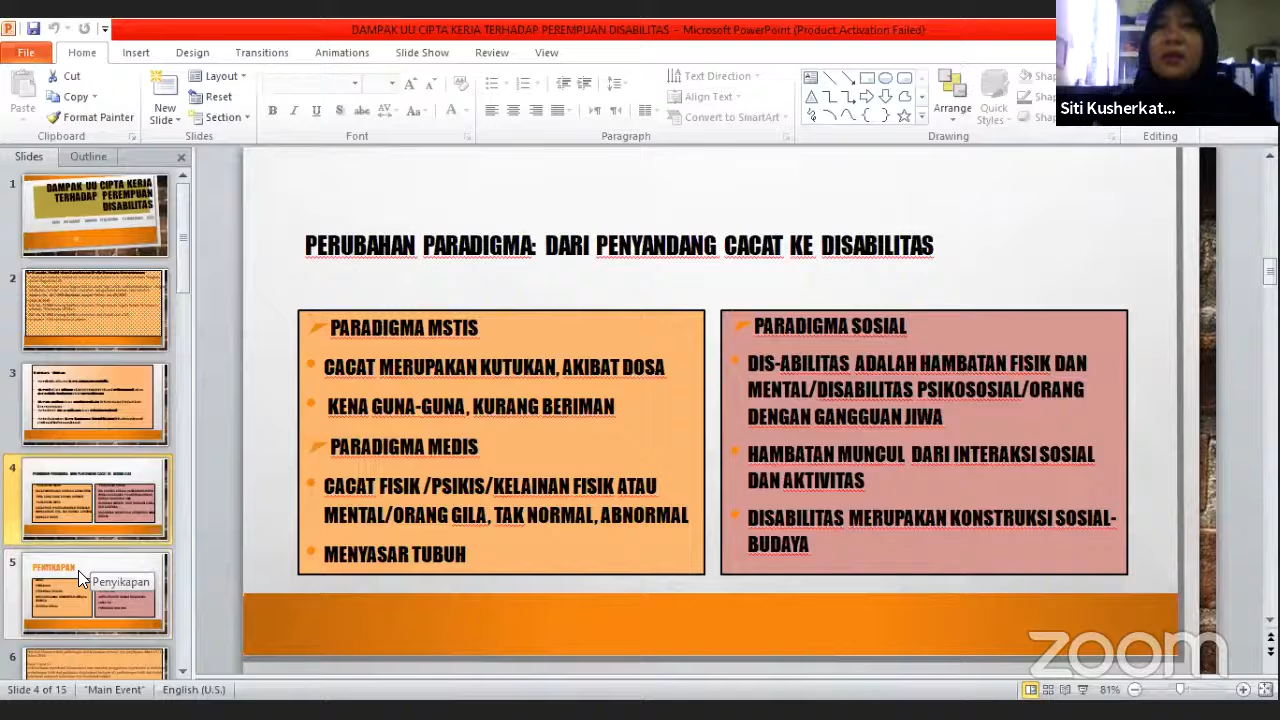 DAMPAK UU CIPTA KERJA TERHADAP PEREMPUAN DISABILITAS - Microsoft PowerPoint (Product Activation Failed)
File Home Insert Design Transitions Animations Slide Show Review View
Siti Kusherkat...
Paste
Cut
Copy
Format Painter
New Slide
Layout
Reset
Section
Text Direction
Align Text
Convert to SmartArt
Arrange
Quick Styles
Clipboard Slides Font Paragraph Drawing Editing
Slides Outline
1
DAMPAK UU CIPTA KERJA
TERHADAP PEREMPUAN
DISABILITAS
2
3
4
5
PENYIKAPAN
Penyikapan
6
PERUBAHAN PARADIGMA: DARI PENYANDANG CACAT KE DISABILITAS
PARADIGMA MSTIS
CACAT MERUPAKAN KUTUKAN, AKIBAT DOSA
KENA GUNA-GUNA, KURANG BERIMAN
PARADIGMA MEDIS
CACAT FISIK /PSIKIS/KELAINAN FISIK ATAU
MENTAL/ORANG GILA, TAK NORMAL, ABNORMAL
MENYASAR TUBUH
PARADIGMA SOSIAL
DIS-ABILITAS ADALAH HAMBATAN FISIK DAN
MENTAL/DISABILITAS PSIKOSOSIAL/ORANG
DENGAN GANGGUAN JIWA
HAMBATAN MUNCUL DARI INTERAKSI SOSIAL
DAN AKTIVITAS
DISABILITAS MERUPAKAN KONSTRUKSI SOSIAL-
BUDAYA
zoom
Slide 4 of 15 "Main Event" English (U.S.) 81%